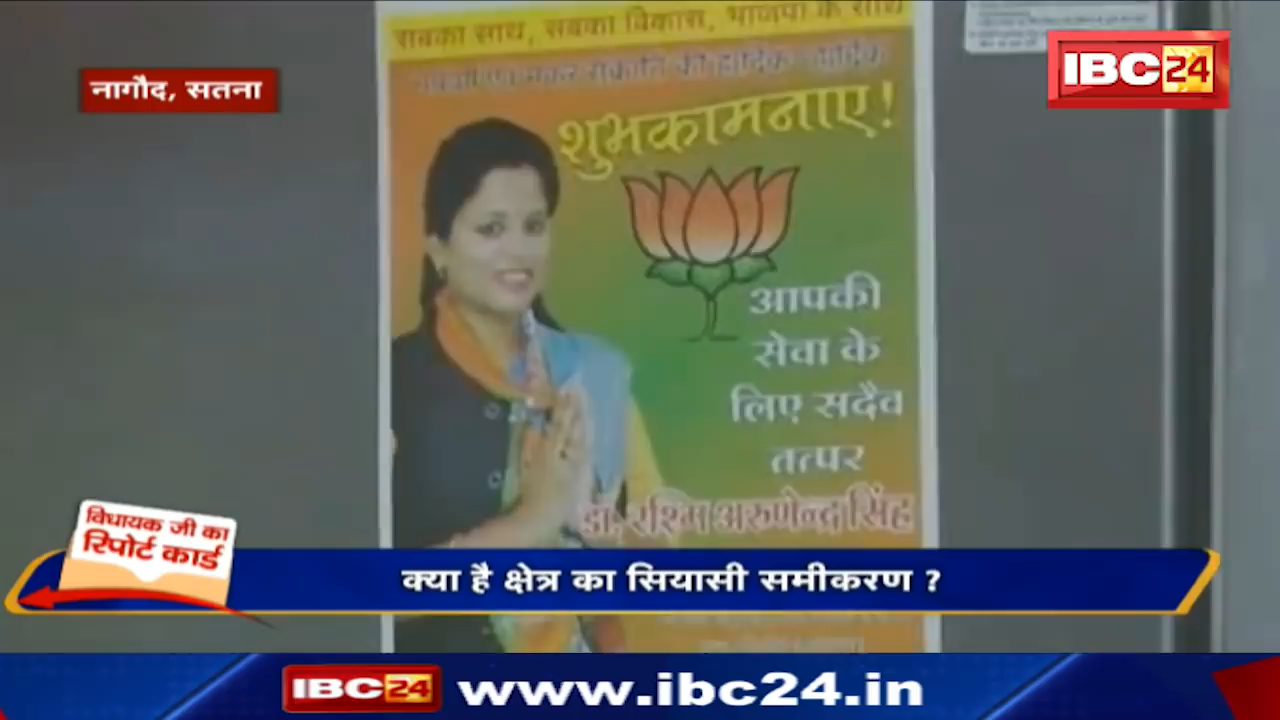 सबका साथ, सबका विकास, भाजपा के साथ
की हार्दिक हार्दिक
शुभकामनाए!
नागौद, सतना
IBC24
आपकी
सेवा के
लिए सदैव
तत्पर
डा. रश्मि अरुणेन्द्र सिंह
विधायक जी का
रिपोर्ट कार्ड
क्या है क्षेत्र का सियासी समीकरण ?
IBC24 www.ibc24.in